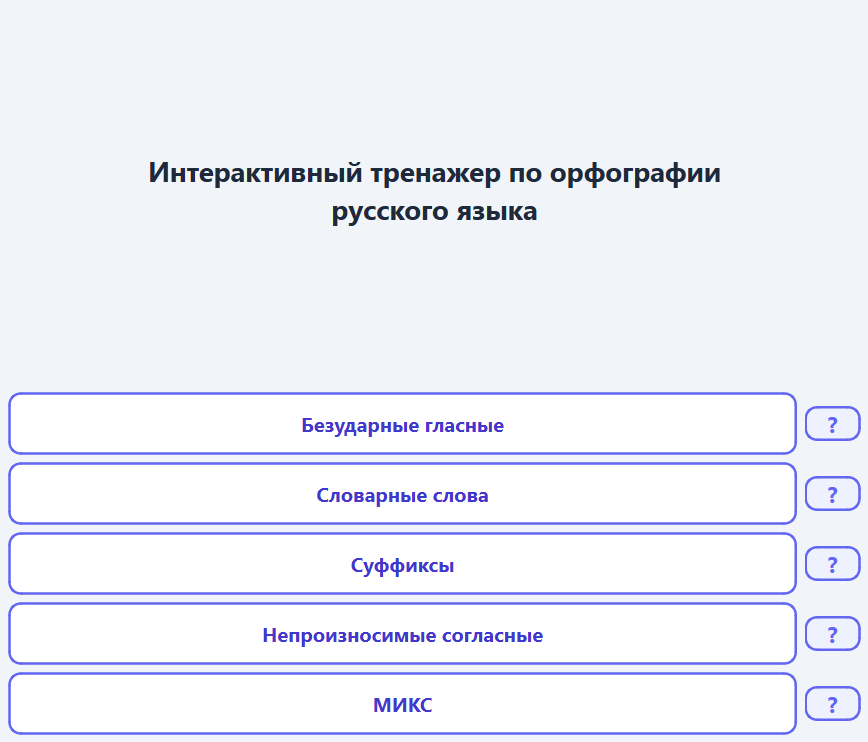 Интерактивный тренажер по орфографии
русского языка
Безударные гласные
?
Словарные слова
?
Суффиксы
?
Непроизносимые согласные
?
МИКС
?